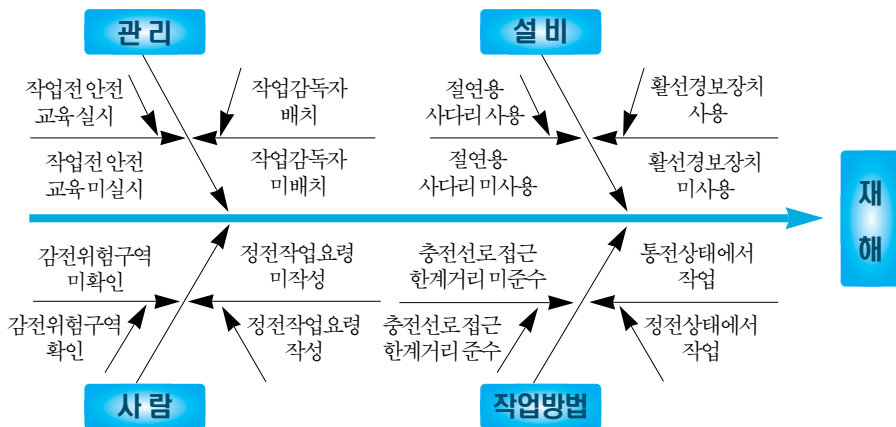 관 리
설 비
작업전 안전
교육 실시
작업감독자
배치
절연용
사다리 사용
활선경보장치
사용
작업전 안전
교육 미실시
작업감독자
미배치
절연용
사다리 미사용
활선경보장치
미사용
재
해
감전위험구역
미확인
정전작업요령
미작성
충전선로 접근
한계거리 미준수
통전상태에서
작업
감전위험구역
확인
정전작업요령
작성
충전선로 접근
한계거리 준수
정전상태에서
작업
사 람
작업방법